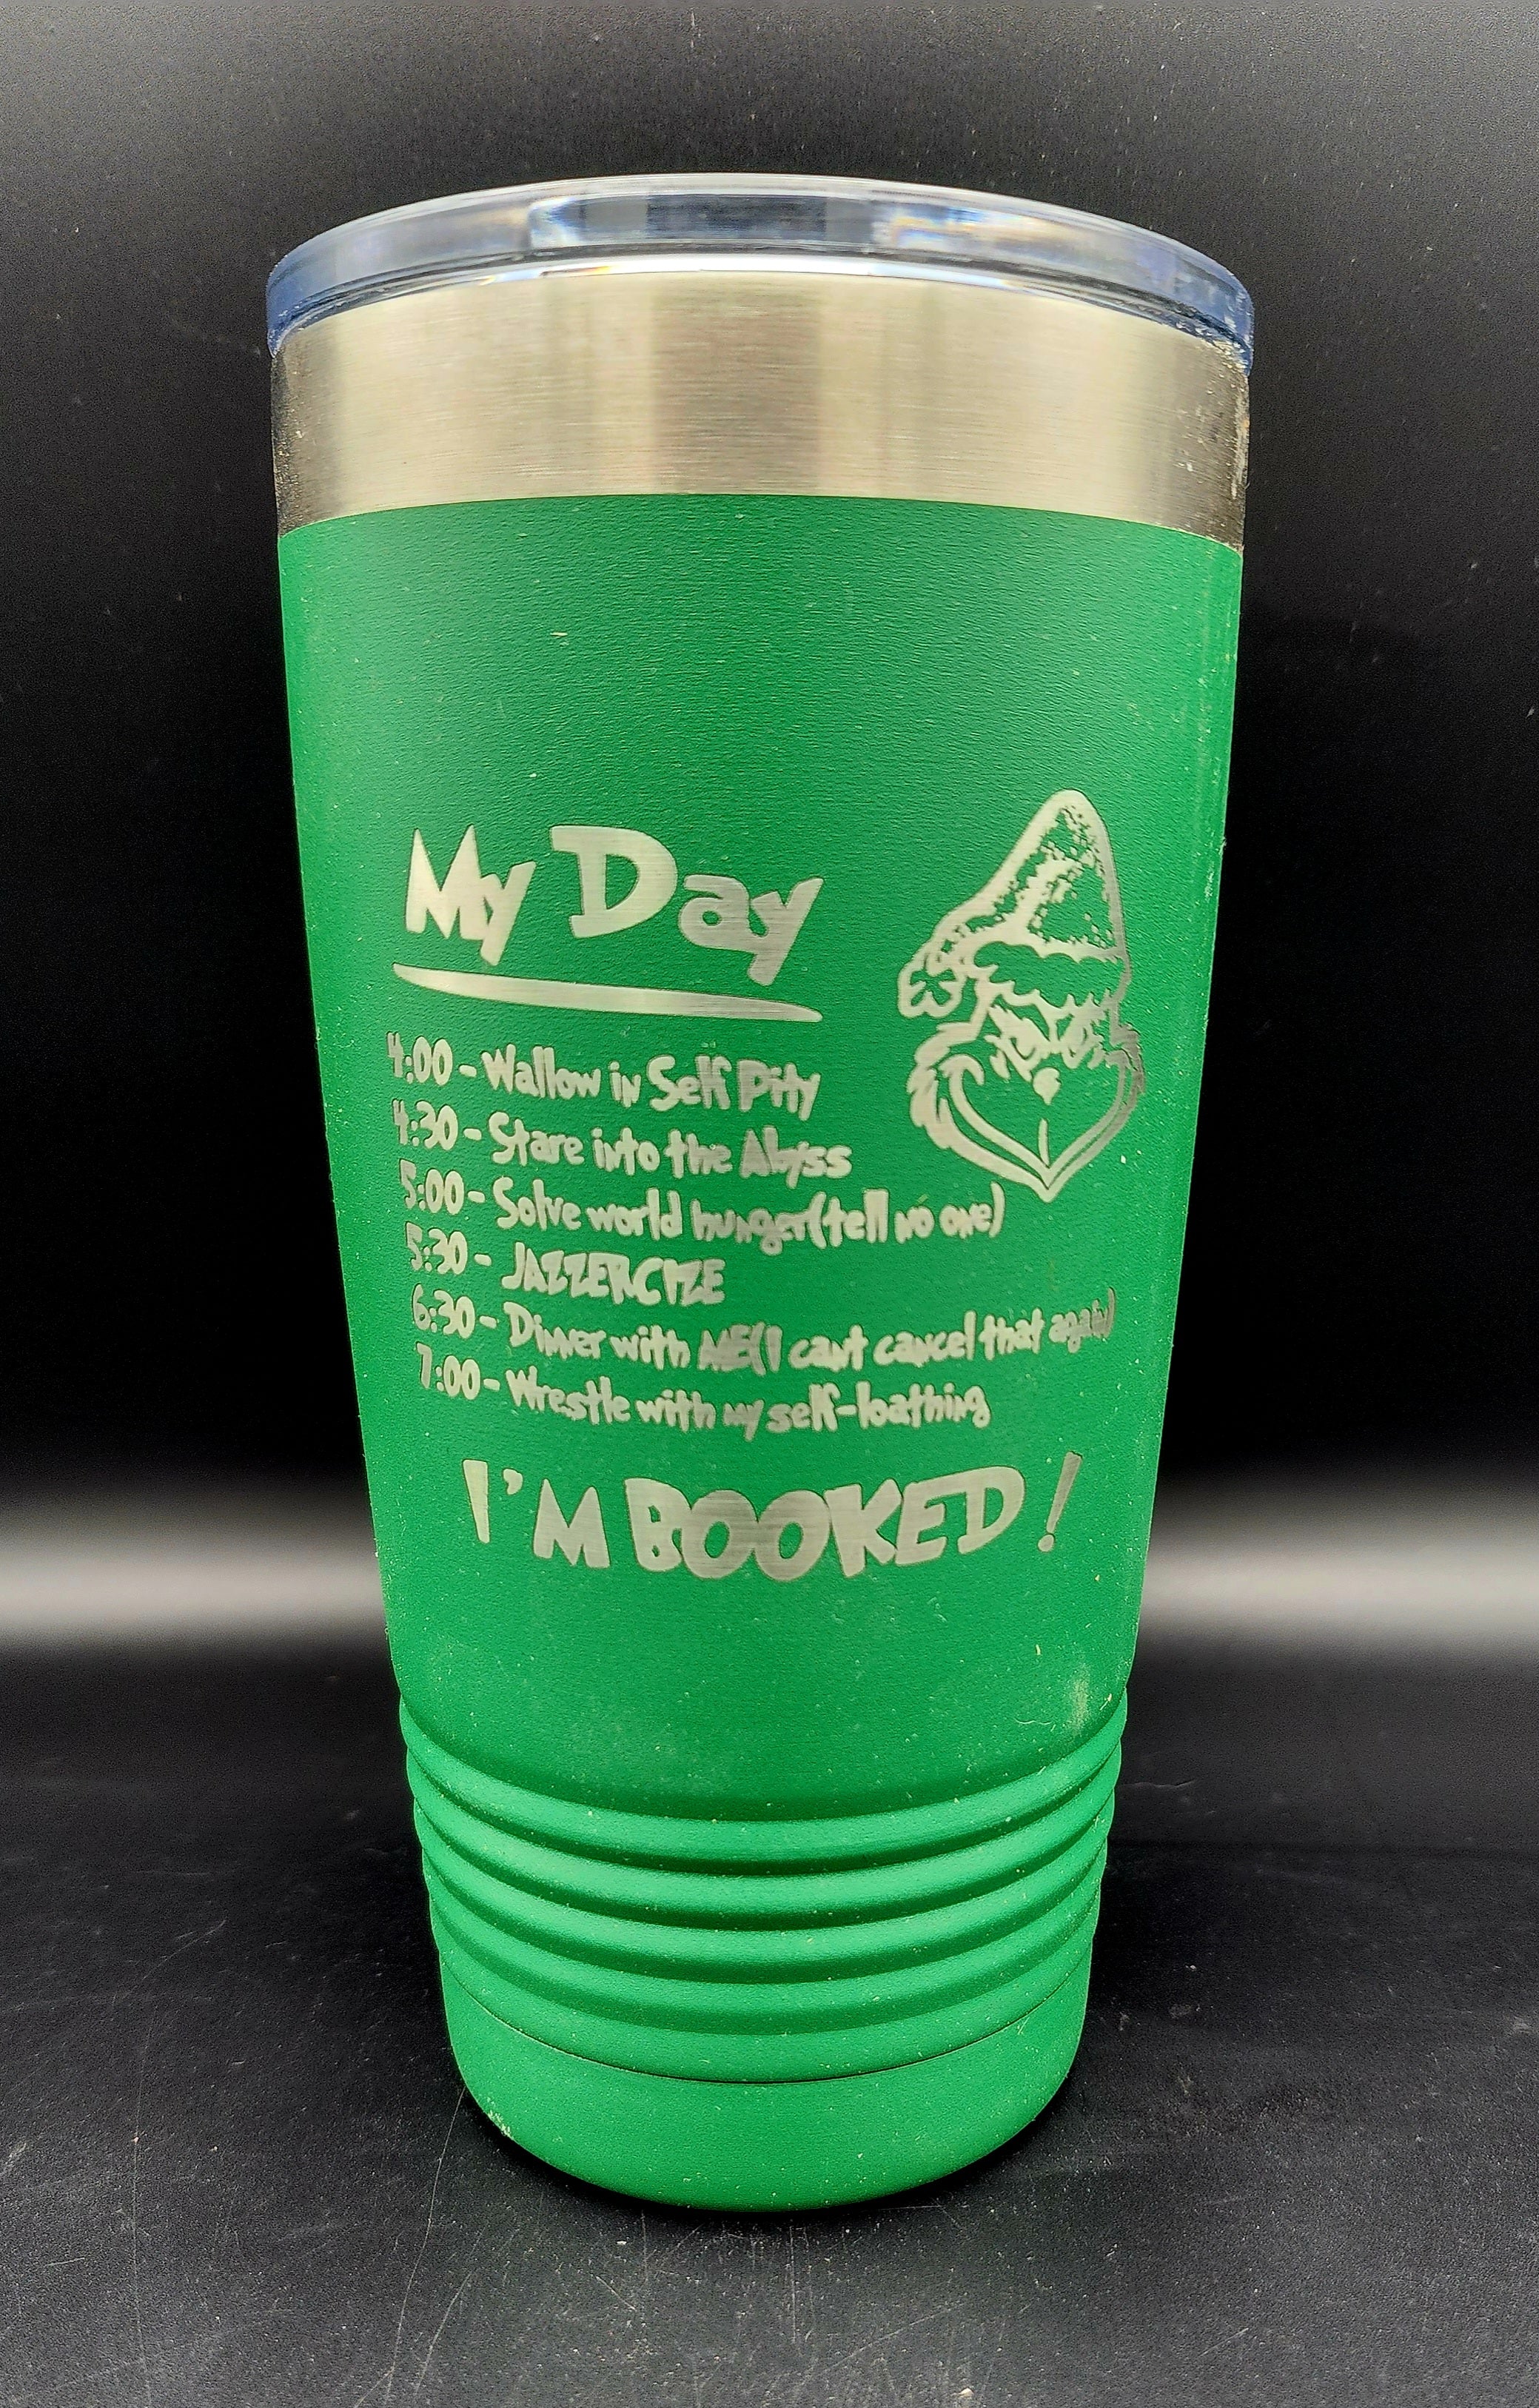 My Day
4:00 - Wallow in Self Pity
4:30 - Stare into the Abyss
5:00 - Solve world hunger(tell no one)
5:30 - JAZZERCIZE
6:30 - Dinner with ME(I cant cancel that again)
7:00 - Wrestle with my self-loathing
I'M BOOKED!